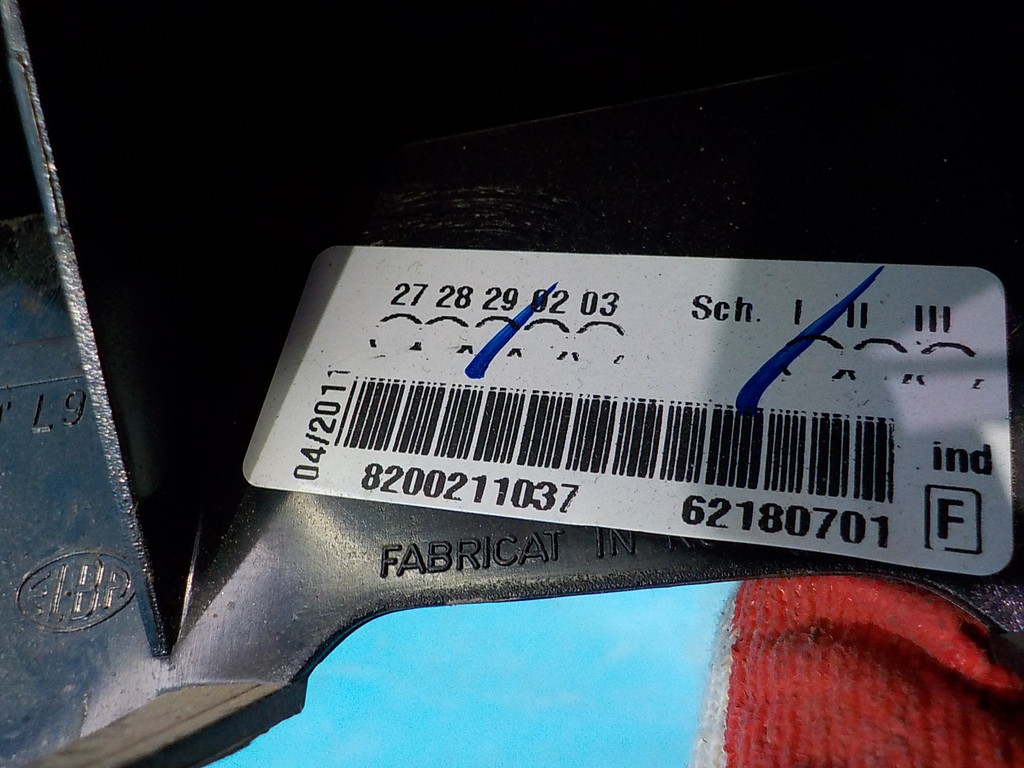 27 28 29 02 03 Sch. I II III
04/2011
8200211037 62180701
ind
F
FABRICAT IN